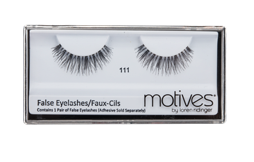 111
False Eyelashes/Faux-Cils
Contains 1 Pair of False Eyelashes (Adhesive Sold Separately)
motives®
by loren ridinger